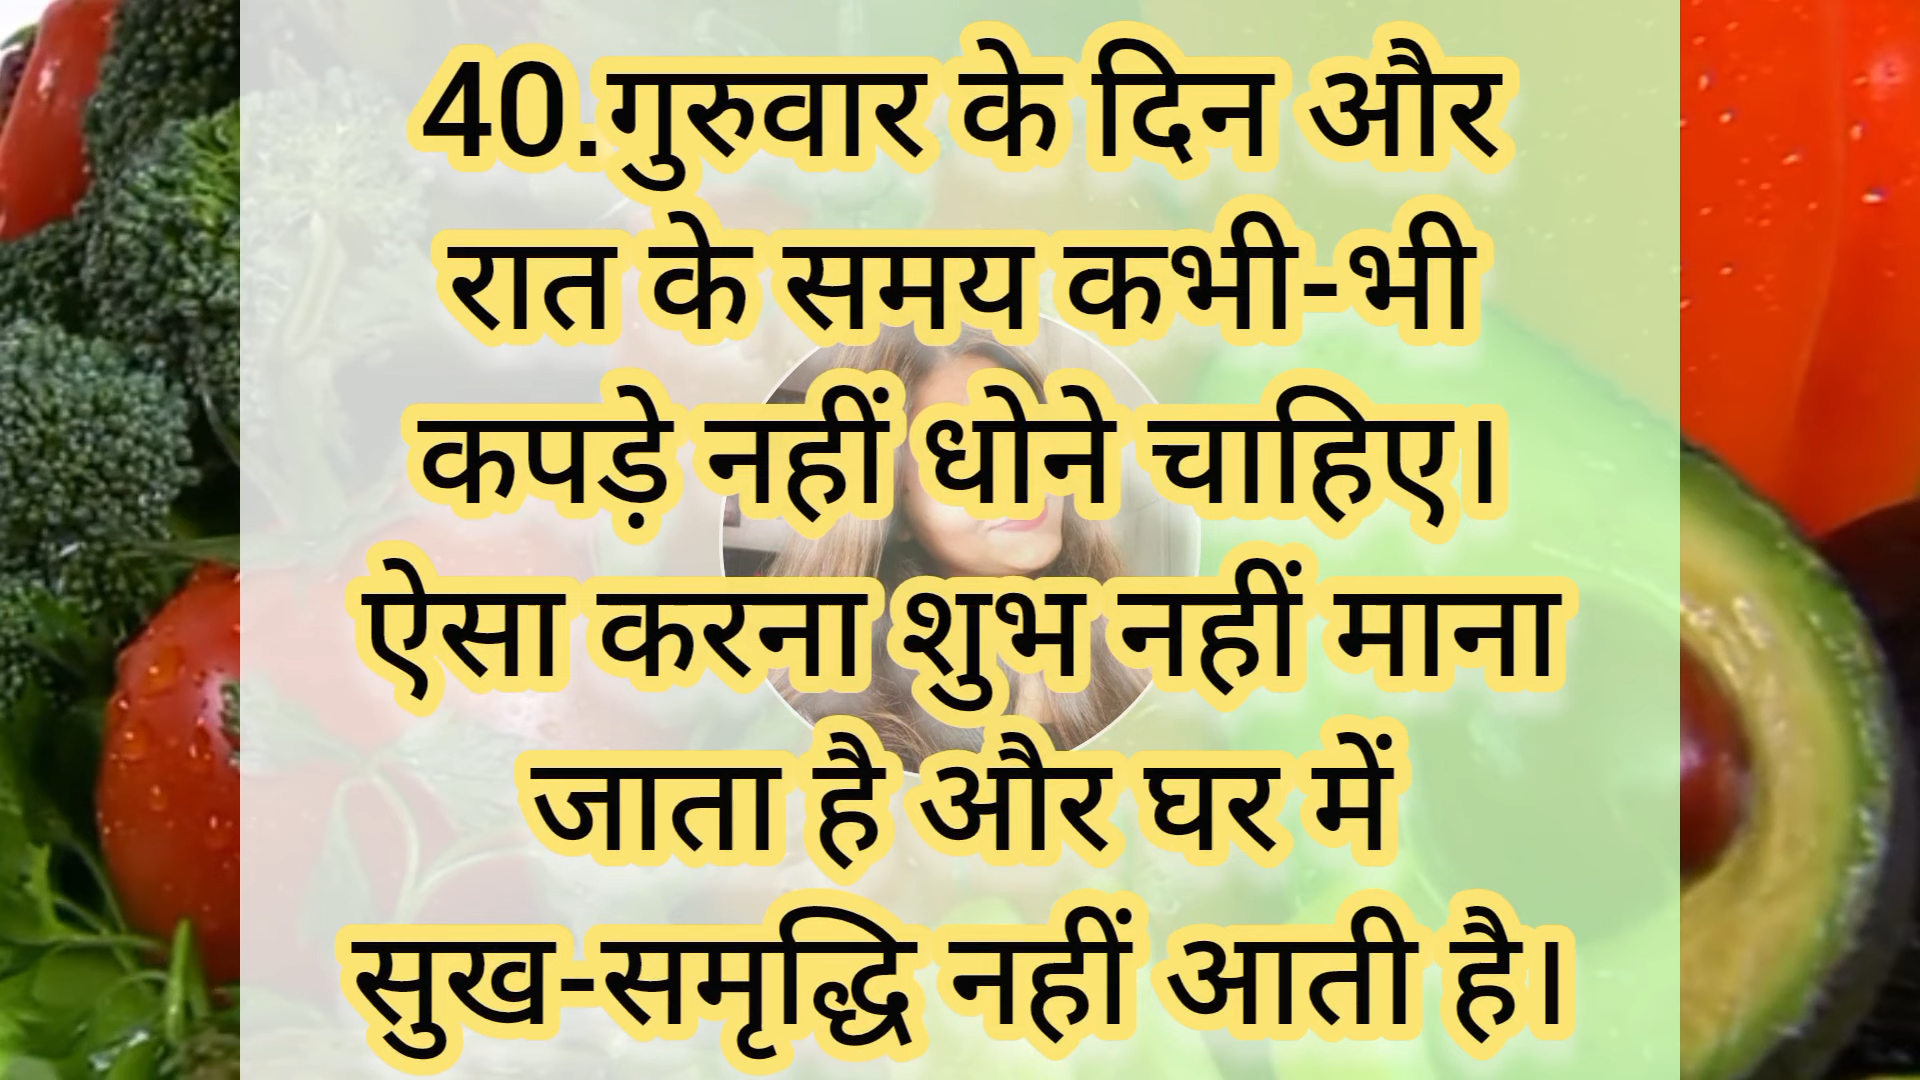 40.गुरुवार के दिन और
रात के समय कभी-भी
कपड़े नहीं धोने चाहिए।
ऐसा करना शुभ नहीं माना
जाता है और घर में
सुख-समृद्धि नहीं आती है।